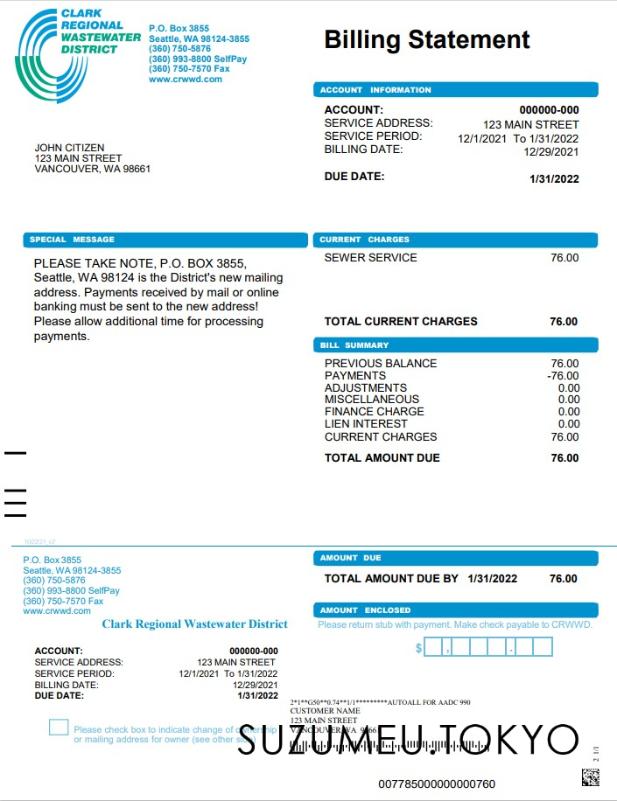 CLARK
REGIONAL
WASTEWATER
DISTRICT
P.O. Box 3855
Seattle, WA 98124-3855
(360) 750-5876
(360) 993-8800 SelfPay
(360) 750-7570 Fax
www.crwwd.com
Billing Statement
ACCOUNT INFORMATION
ACCOUNT: 000000-000
SERVICE ADDRESS: 123 MAIN STREET
SERVICE PERIOD: 12/1/2021 To 1/31/2022
BILLING DATE: 12/29/2021
DUE DATE: 1/31/2022
JOHN CITIZEN
123 MAIN STREET
VANCOUVER, WA 98661
SPECIAL MESSAGE
PLEASE TAKE NOTE, P.O. BOX 3855,
Seattle, WA 98124 is the District's new mailing
address. Payments received by mail or online
banking must be sent to the new address!
Please allow additional time for processing
payments.
CURRENT CHARGES
SEWER SERVICE 76.00
TOTAL CURRENT CHARGES 76.00
BILL SUMMARY
PREVIOUS BALANCE 76.00
PAYMENTS -76.00
ADJUSTMENTS 0.00
MISCELLANEOUS 0.00
FINANCE CHARGE 0.00
LIEN INTEREST 0.00
CURRENT CHARGES 76.00
TOTAL AMOUNT DUE 76.00
P.O. Box 3855
Seattle, WA 98124-3855
(360) 750-5876
(360) 993-8800 SelfPay
(360) 750-7570 Fax
www.crwwd.com
Clark Regional Wastewater District
ACCOUNT: 000000-000
SERVICE ADDRESS: 123 MAIN STREET
SERVICE PERIOD: 12/1/2021 To 1/31/2022
BILLING DATE: 12/29/2021
DUE DATE: 1/31/2022
Please check box to indicate change of ownership
or mailing address for owner (see other side)
AMOUNT DUE
TOTAL AMOUNT DUE BY 1/31/2022 76.00
AMOUNT ENCLOSED
Please return stub with payment. Make check payable to CRWWD.
$ , .
2*1**G50**0.74**1/1*********AUTOALL FOR AADC 990
CUSTOMER NAME
123 MAIN STREET
VANCOUVER, WA
SUZUMEU.TOKYO
007785000000000760
2 1/1